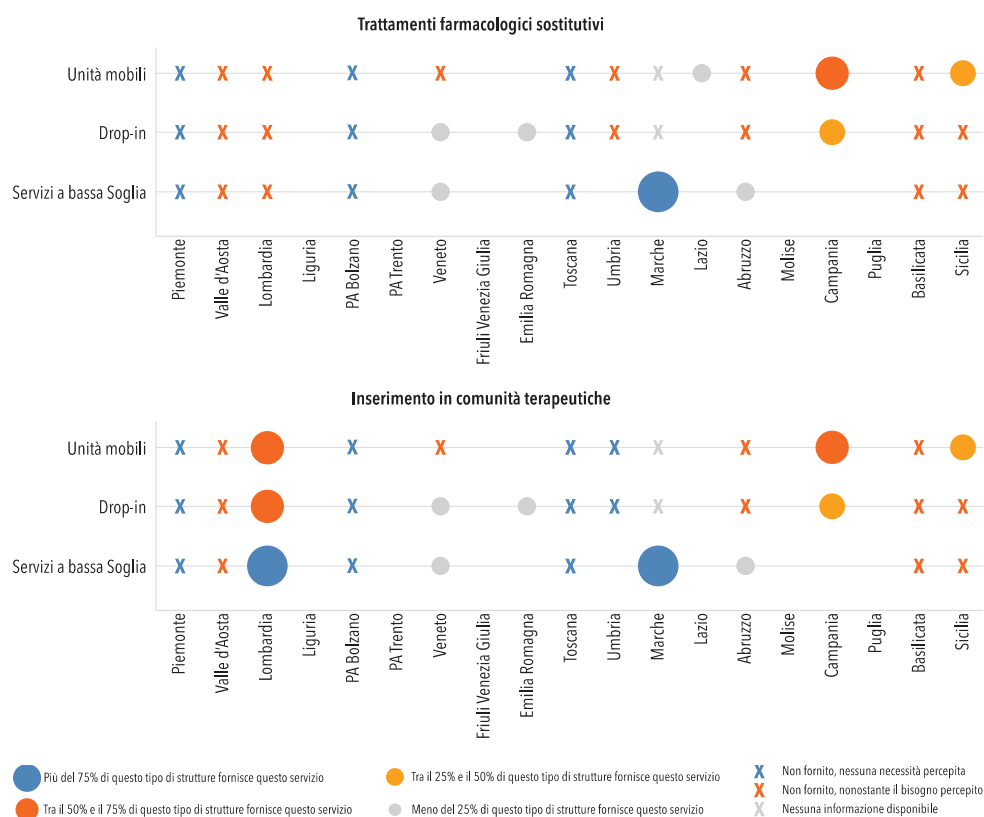 Trattamenti farmacologici sostitutivi
Unità mobili
Drop-in
Servizi a bassa Soglia
Piemonte
Valle d'Aosta
Lombardia
Liguria
PA Bolzano
PA Trento
Veneto
Friuli Venezia Giulia
Emilia Romagna
Toscana
Umbria
Marche
Lazio
Abruzzo
Molise
Campania
Puglia
Basilicata
Sicilia
Inserimento in comunità terapeutiche
Unità mobili
Drop-in
Servizi a bassa Soglia
Piemonte
Valle d'Aosta
Lombardia
Liguria
PA Bolzano
PA Trento
Veneto
Friuli Venezia Giulia
Emilia Romagna
Toscana
Umbria
Marche
Lazio
Abruzzo
Molise
Campania
Puglia
Basilicata
Sicilia
Più del 75% di questo tipo di strutture fornisce questo servizio
Tra il 50% e il 75% di questo tipo di strutture fornisce questo servizio
Tra il 25% e il 50% di questo tipo di strutture fornisce questo servizio
Meno del 25% di questo tipo di strutture fornisce questo servizio
X Non fornito, nessuna necessità percepita
X Non fornito, nonostante il bisogno percepito
X Nessuna informazione disponibile